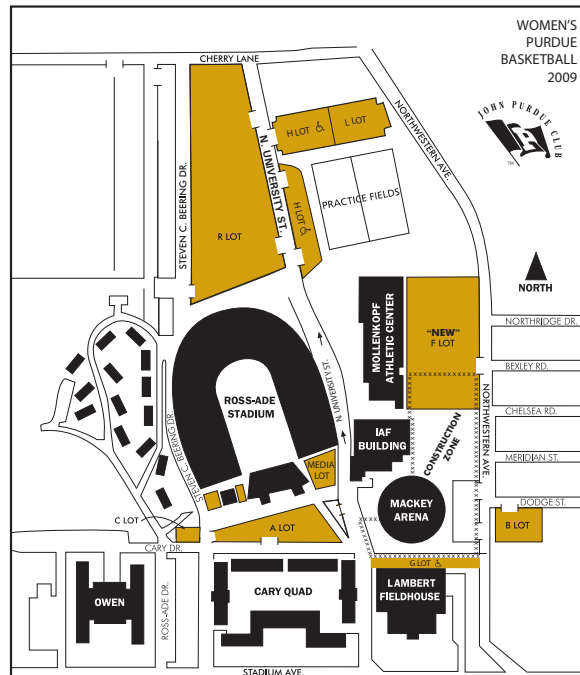 WOMEN'S
PURDUE
BASKETBALL
2009
CHERRY LANE
JOHN PURDUE CLUB
TM
NORTHWESTERN AVE.
N. UNIVERSITY ST.
H LOT
L LOT
STEVEN C. BEERING DR.
H LOT
PRACTICE FIELDS
R LOT
NORTH
MOLLENKOPF
ATHLETIC CENTER
"NEW"
F LOT
NORTHRIDGE DR.
N. UNIVERSITY ST.
BEXLEY RD.
ROSS-ADE
STADIUM
NORTHWESTERN AVE.
CHELSEA RD.
STEVEN C. BEERING DR.
IAF
BUILDING
CONSTRUCTION
ZONE
MERIDIAN ST.
MEDIA
LOT
MACKEY
ARENA
DODGE ST.
C LOT
A LOT
B LOT
CARY DR.
G LOT
OWEN
ROSS-ADE DR.
CARY QUAD
LAMBERT
FIELDHOUSE
STADIUM AVE.